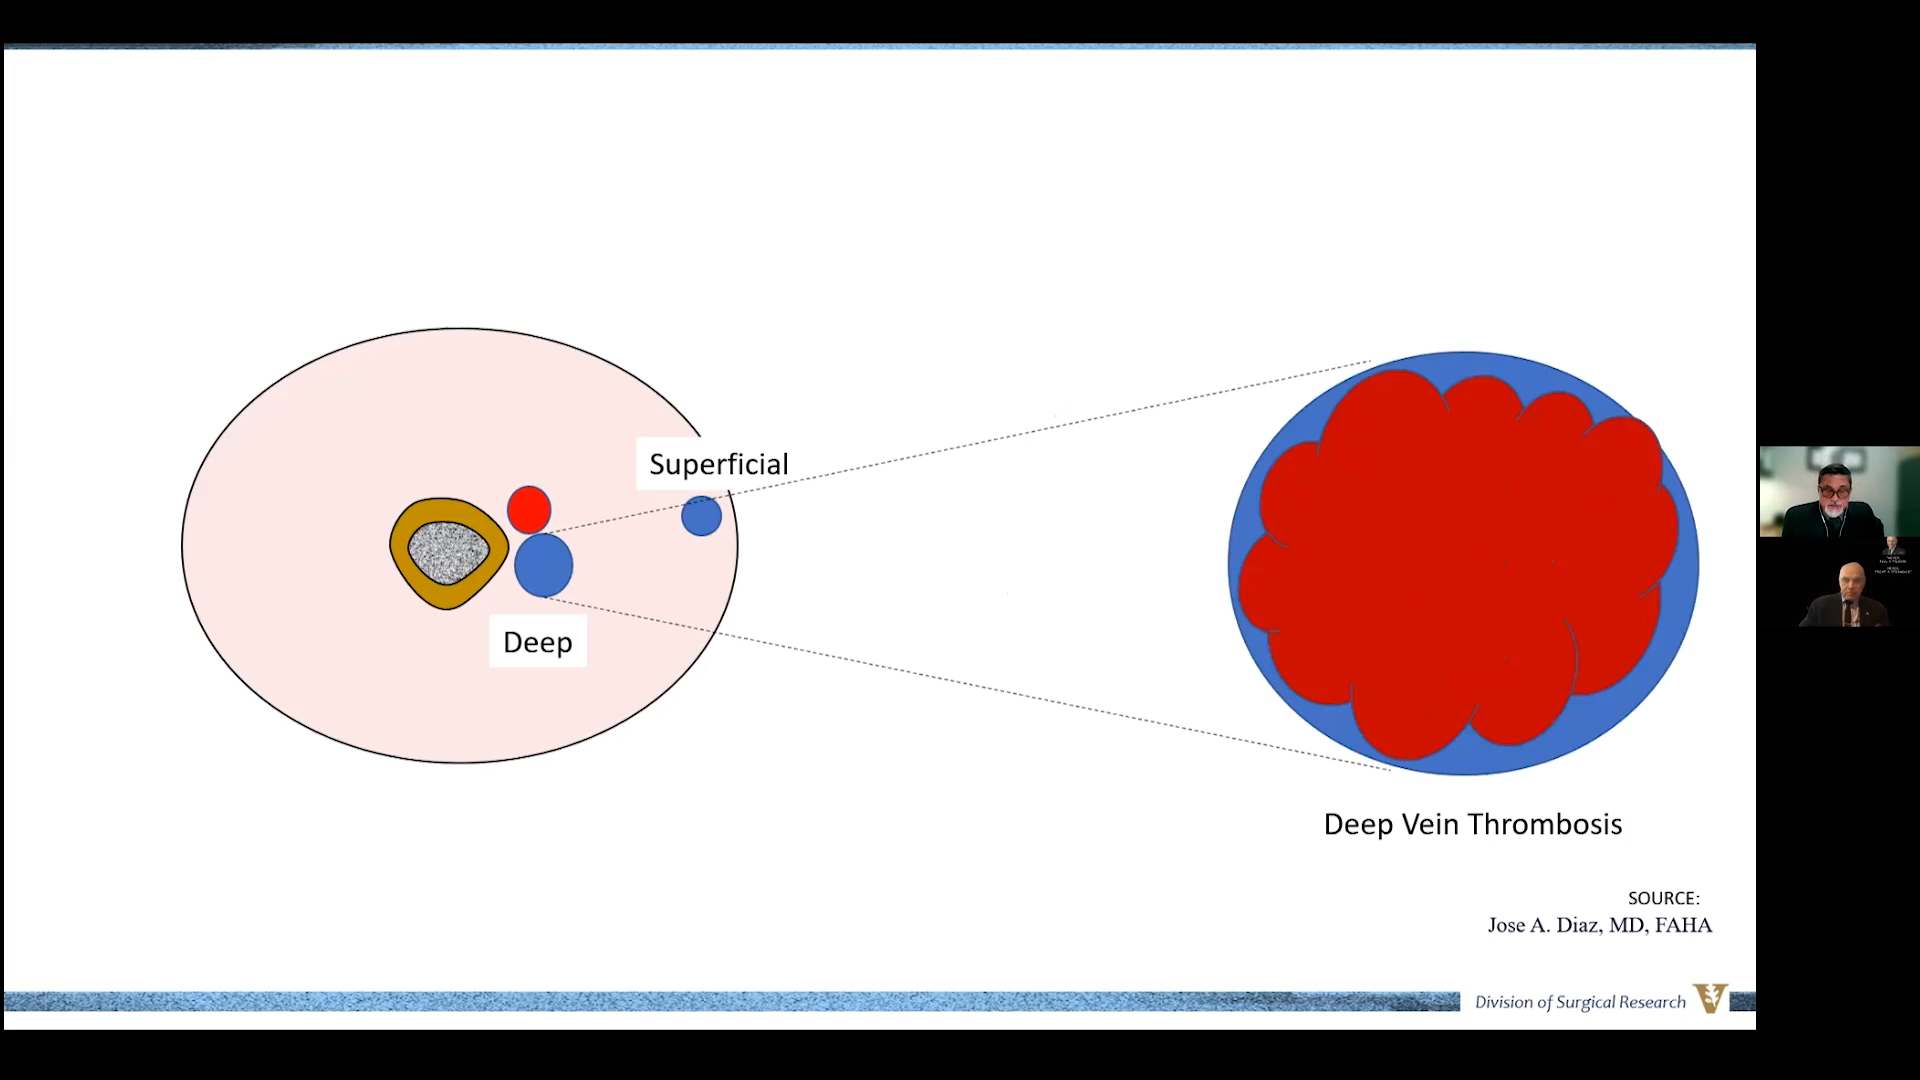 Superficial
Deep
Deep Vein Thrombosis
SOURCE:
Jose A. Diaz, MD, FAHA
Division of Surgical Research